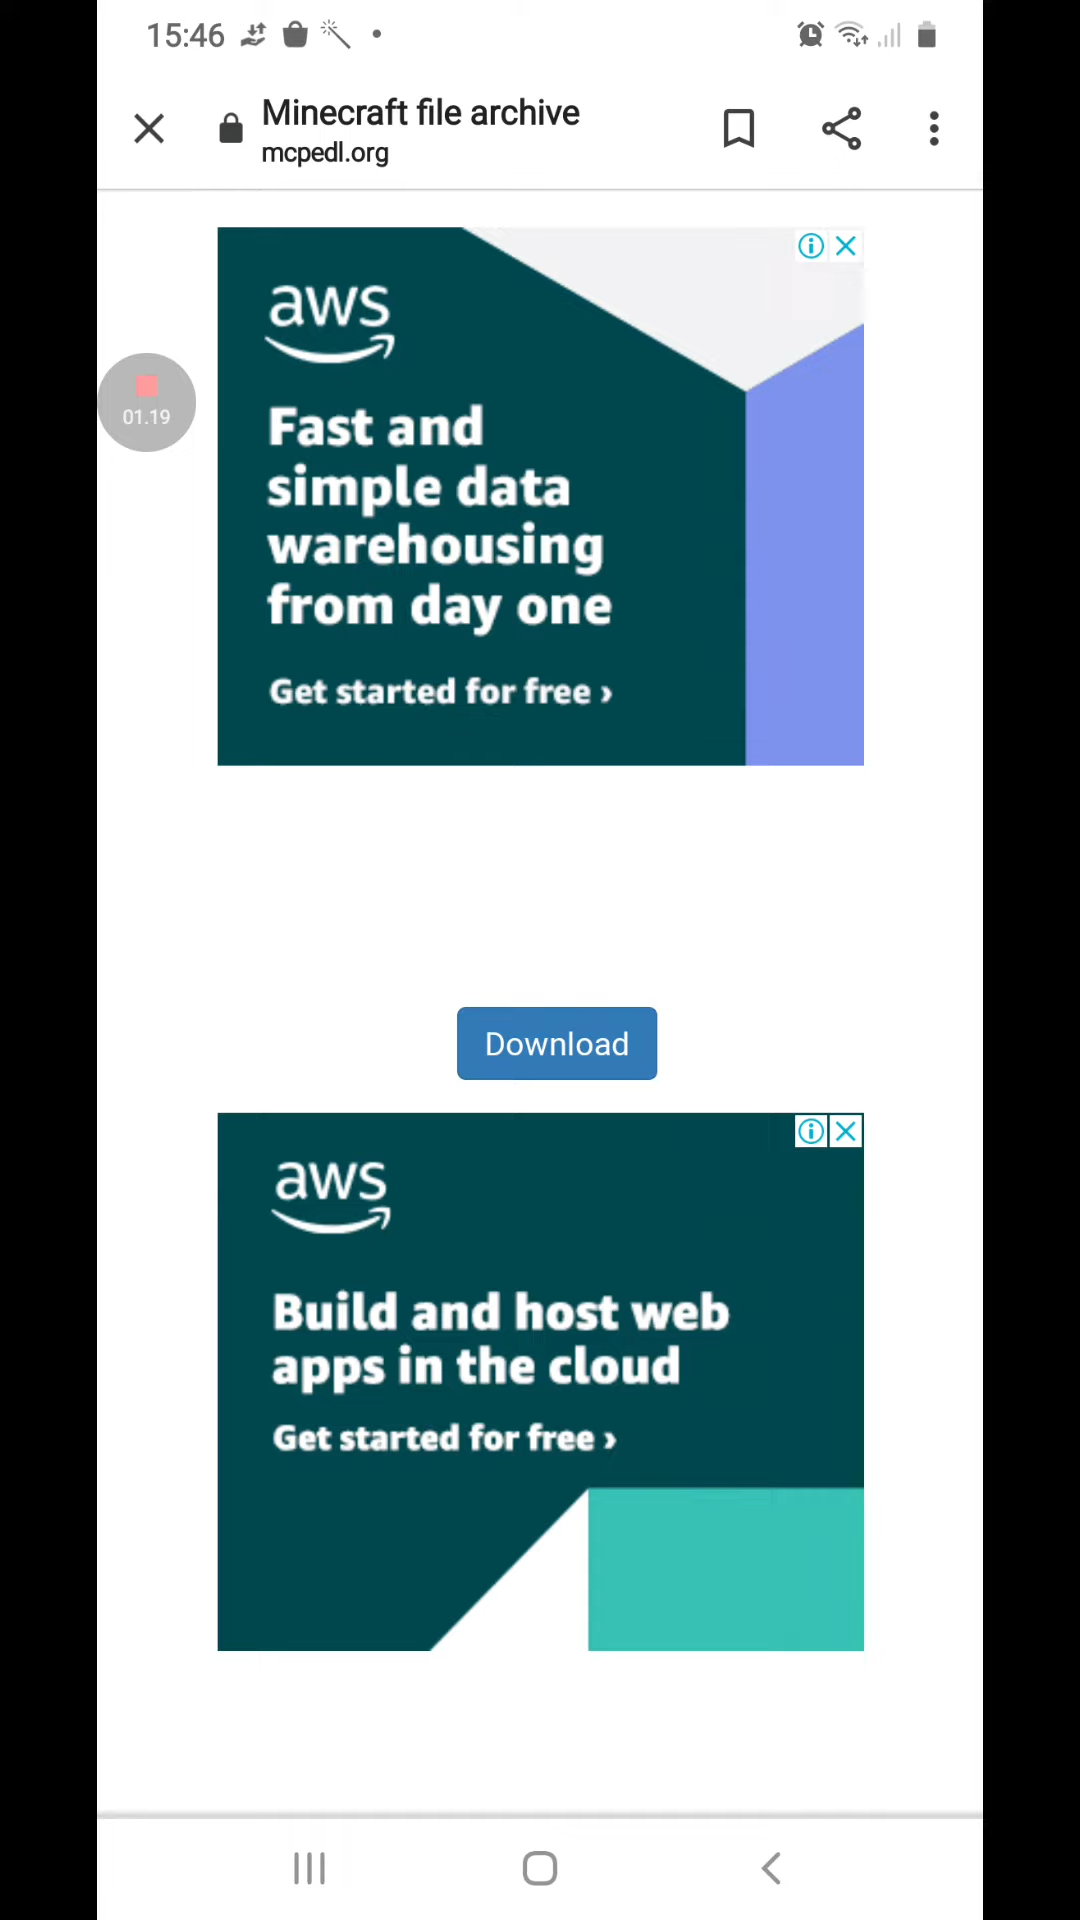 15:46
Minecraft file archive
mcpedl.org
aws
01.19
Fast and
simple data
warehousing
from day one
Get started for free ›
Download
aws
Build and host web
apps in the cloud
Get started for free ›